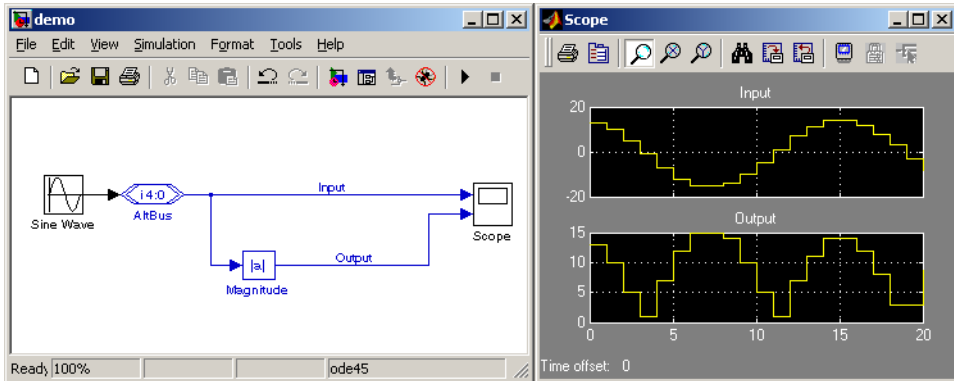 demo
File Edit View Simulation Format Tools Help
i4:0
Input
Sine Wave
AltBus
Scope
|a|
Output
Magnitude
Ready 100%
ode45
Scope
Input
20
0
-20
Output
15
10
5
0
0 5 10 15 20
Time offset: 0